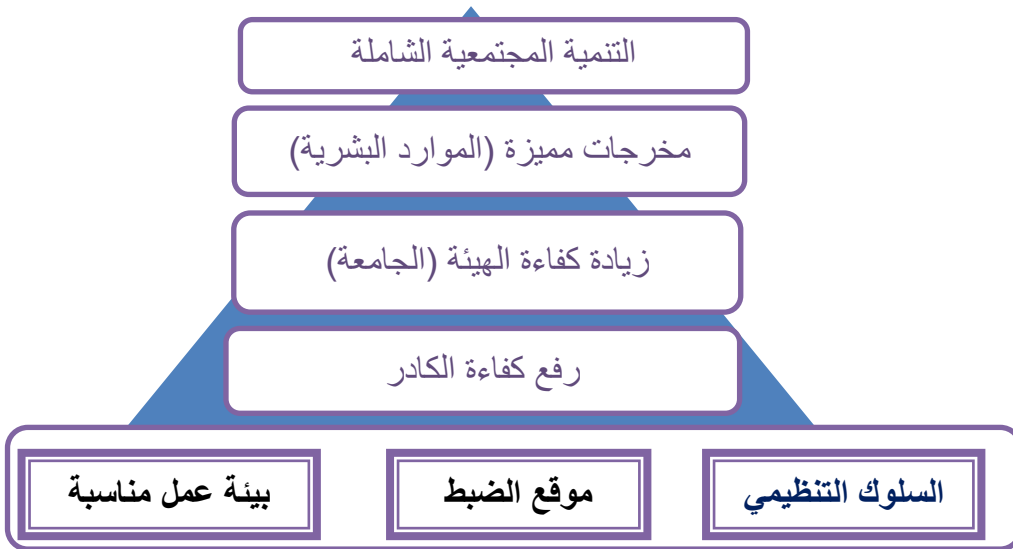 التنمية المجتمعية الشاملة
مخرجات مميزة (الموارد البشرية)
زيادة كفاءة الهيئة (الجامعة)
رفع كفاءة الكادر
السلوك التنظيمي
موقع الضبط
بيئة عمل مناسبة